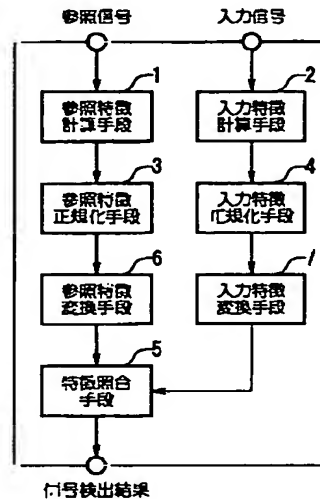 参照信号
入力信号
1
参照特徴
計算手段
2
入力特徴
計算手段
3
参照特徴
正規化手段
4
入力特徴
正規化手段
6
参照特徴
変換手段
7
入力特徴
変換手段
5
特徴照合
手段
信号検出結果